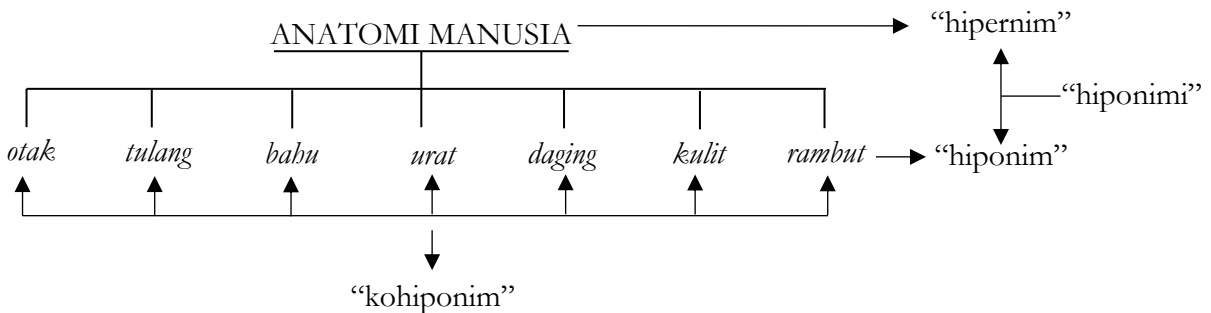 ANATOMI MANUSIA “hipernim”
“hiponimi”
otak tulang bahu urat daging kulit rambut “hiponim”
“kohiponim”